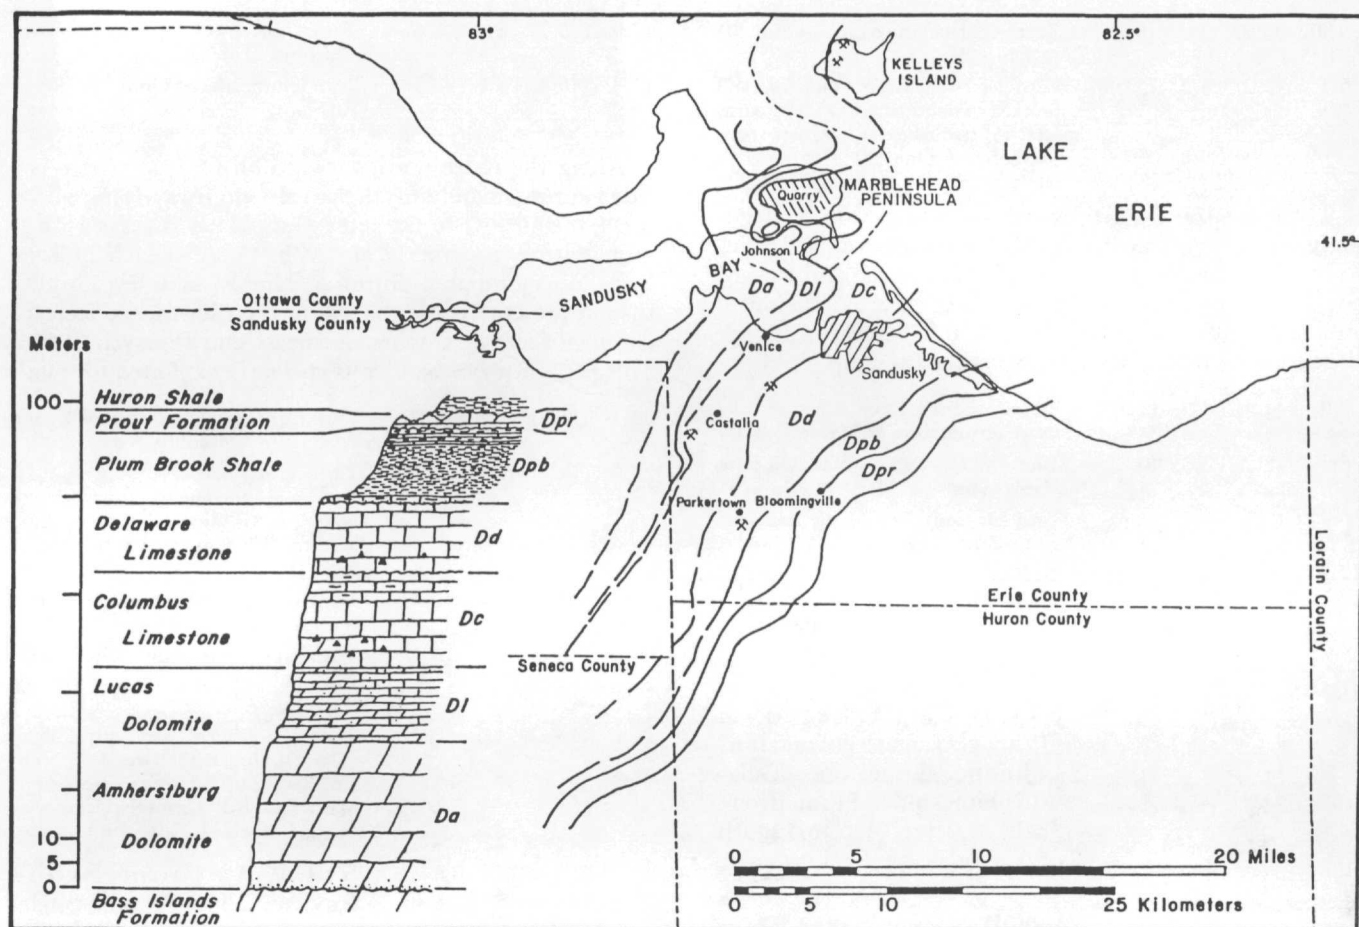 83°
82.5°
KELLEYS
ISLAND
LAKE
ERIE
MARBLEHEAD
PENINSULA
Quarry
41.5°
Johnson I.
BAY
SANDUSKY
Da
Dl
Dc
Ottawa County
Sandusky County
Venice
Sandusky
Meters
100
Huron Shale
Prout Formation
Dpr
Plum Brook Shale
Dpb
Castalia
Dd
Dpb
Dpr
Parkertown
Bloomingville
Delaware
Limestone
Dd
Columbus
Limestone
Dc
Lucas
Dolomite
Dl
Amherstburg
Dolomite
Da
10
5
0
Bass Islands
Formation
Seneca County
Erie County
Huron County
Lorain County
0 5 10 20 Miles
0 5 10 25 Kilometers